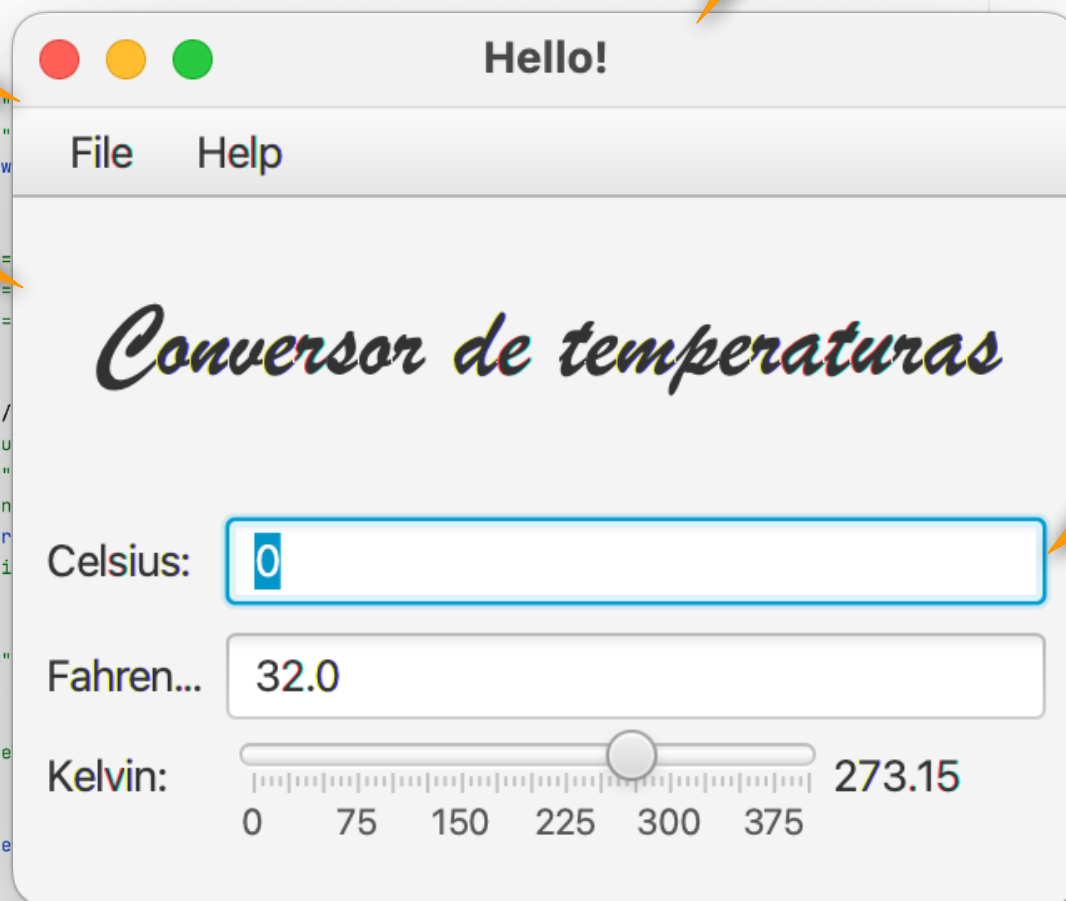 Hello!
File Help
Conversor de temperaturas
Celsius: 0
Fahren... 32.0
Kelvin: 273.15
0 75 150 225 300 375